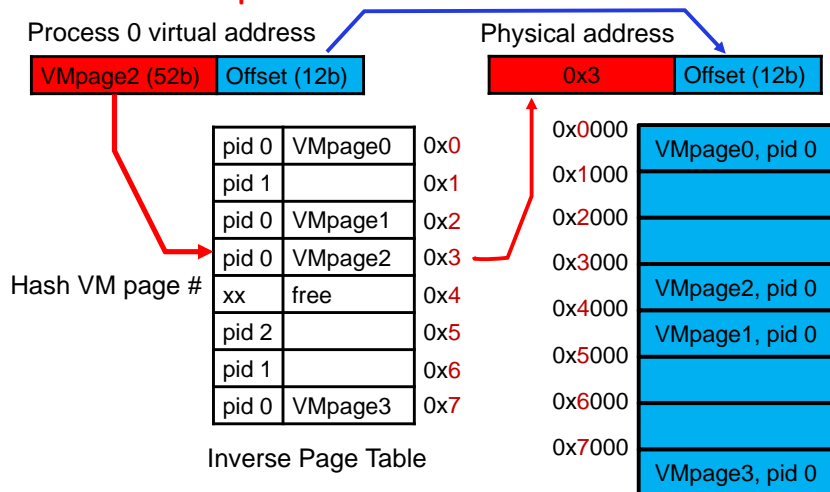 Process 0 virtual address
Physical address
VMpage2 (52b) Offset (12b)
0x3 Offset (12b)
pid 0 VMpage0 0x0
pid 1 0x1
pid 0 VMpage1 0x2
pid 0 VMpage2 0x3
xx free 0x4
pid 2 0x5
pid 1 0x6
pid 0 VMpage3 0x7
Hash VM page #
Inverse Page Table
0x0000
VMpage0, pid 0
0x1000
0x2000
0x3000
VMpage2, pid 0
0x4000
VMpage1, pid 0
0x5000
0x6000
0x7000
VMpage3, pid 0